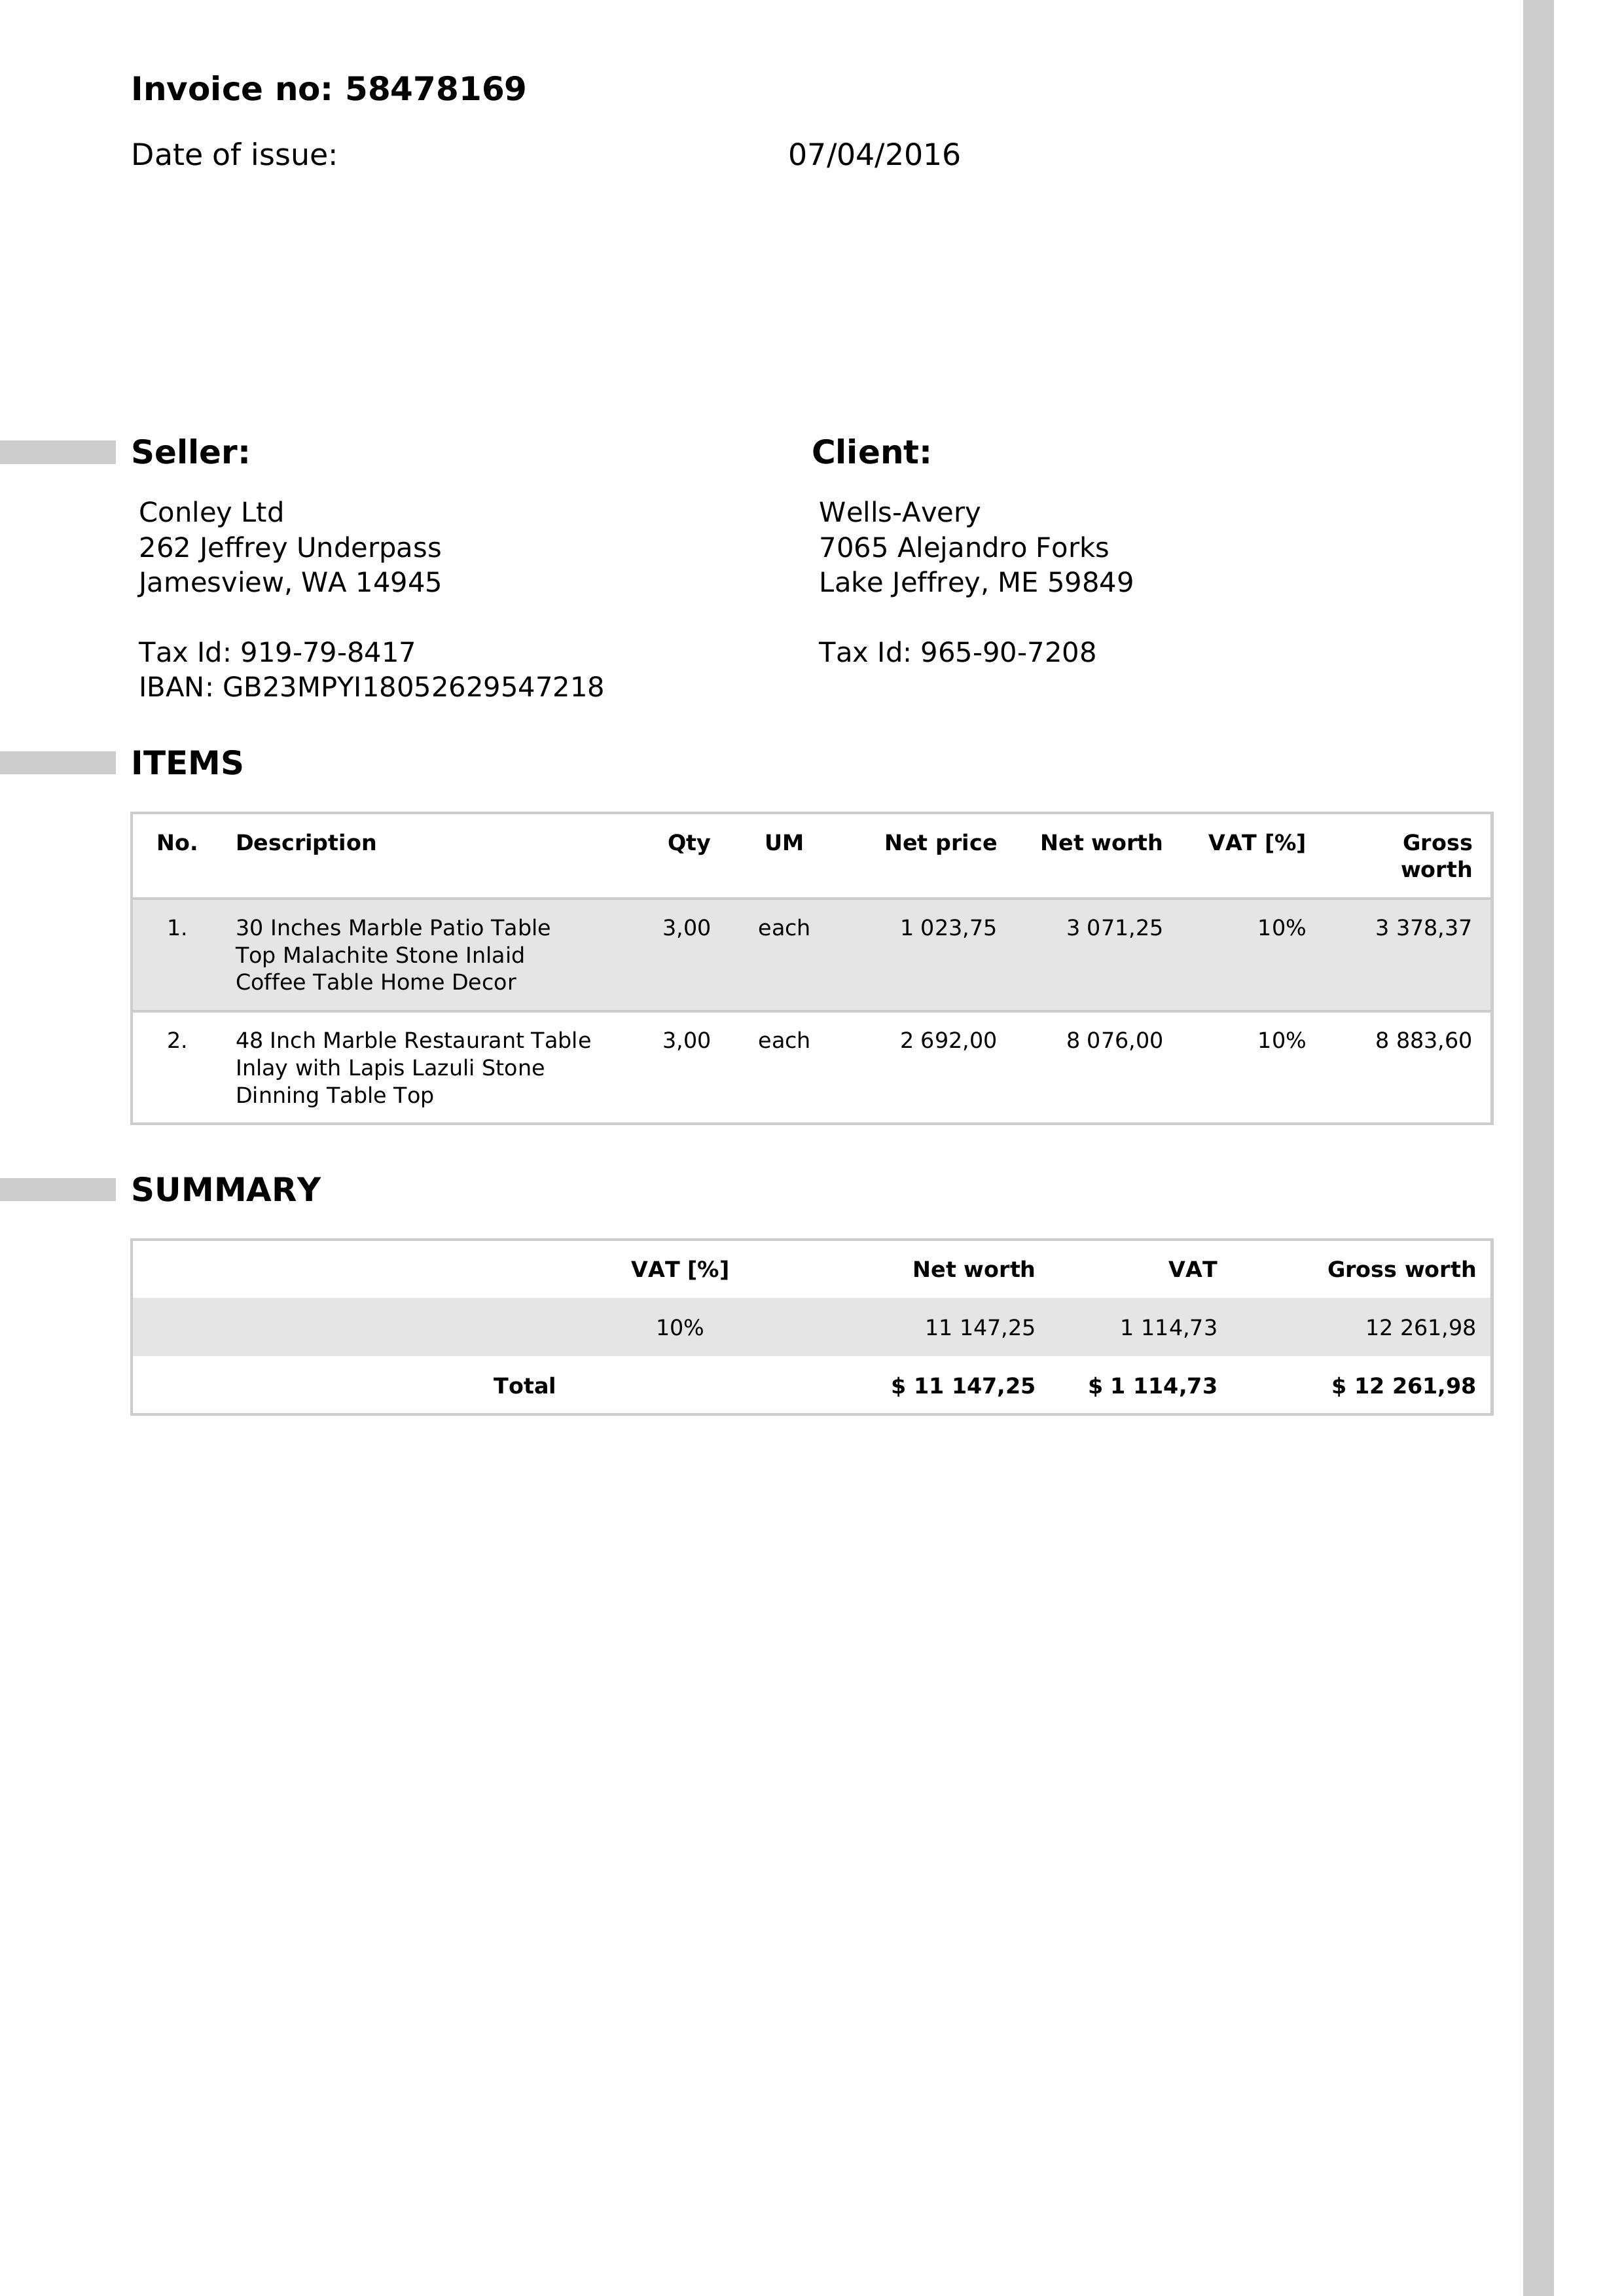 Invoice no: 58478169
Date of issue: 07/04/2016
Seller:
Conley Ltd
262 Jeffrey Underpass
Jamesview, WA 14945
Tax Id: 919-79-8417
IBAN: GB23MPYI18052629547218
Client:
Wells-Avery
7065 Alejandro Forks
Lake Jeffrey, ME 59849
Tax Id: 965-90-7208
ITEMS
No. Description Qty UM Net price Net worth VAT [%] Gross
worth
1. 30 Inches Marble Patio Table 3,00 each 1 023,75 3 071,25 10% 3 378,37
Top Malachite Stone Inlaid
Coffee Table Home Decor
2. 48 Inch Marble Restaurant Table 3,00 each 2 692,00 8 076,00 10% 8 883,60
Inlay with Lapis Lazuli Stone
Dinning Table Top
SUMMARY
VAT [%] Net worth VAT Gross worth
10% 11 147,25 1 114,73 12 261,98
Total $ 11 147,25 $ 1 114,73 $ 12 261,98